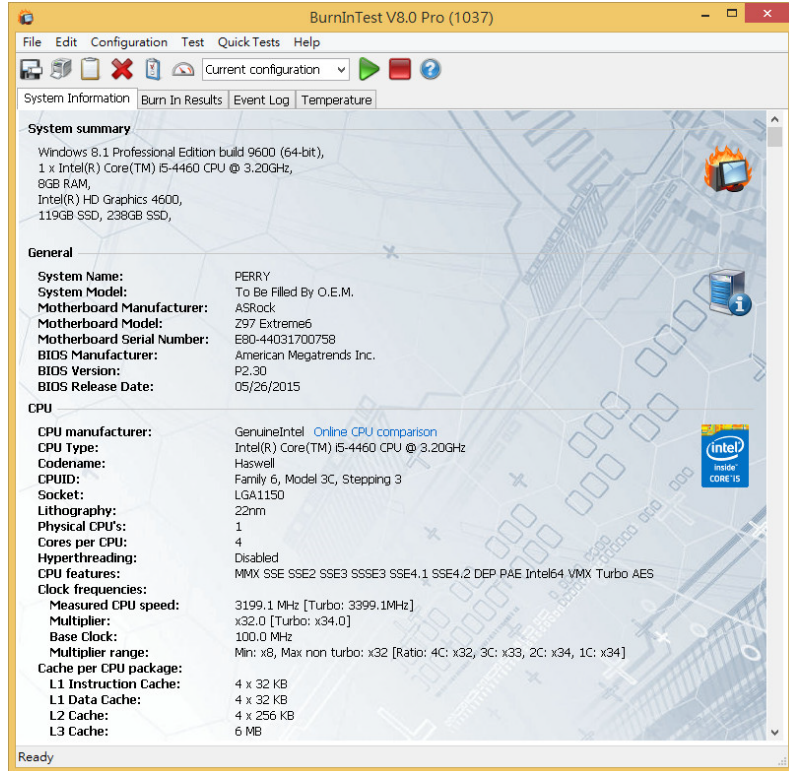 BurnInTest V8.0 Pro (1037)
File Edit Configuration Test Quick Tests Help
Current configuration
System Information Burn In Results Event Log Temperature
System summary
Windows 8.1 Professional Edition build 9600 (64-bit),
1 x Intel(R) Core(TM) i5-4460 CPU @ 3.20GHz,
8GB RAM,
Intel(R) HD Graphics 4600,
119GB SSD, 238GB SSD,
General
System Name: PERRY
System Model: To Be Filled By O.E.M.
Motherboard Manufacturer: ASRock
Motherboard Model: Z97 Extreme6
Motherboard Serial Number: E80-44031700758
BIOS Manufacturer: American Megatrends Inc.
BIOS Version: P2.30
BIOS Release Date: 05/26/2015
CPU
CPU manufacturer: GenuineIntel Online CPU comparison
CPU Type: Intel(R) Core(TM) i5-4460 CPU @ 3.20GHz
Codename: Haswell
CPUID: Family 6, Model 3C, Stepping 3
Socket: LGA1150
Lithography: 22nm
Physical CPU's: 1
Cores per CPU: 4
Hyperthreading: Disabled
CPU features: MMX SSE SSE2 SSE3 SSSE3 SSE4.1 SSE4.2 DEP PAE Intel64 VMX Turbo AES
Clock frequencies:
Measured CPU speed: 3199.1 MHz [Turbo: 3399.1MHz]
Multiplier: x32.0 [Turbo: x34.0]
Base Clock: 100.0 MHz
Multiplier range: Min: x8, Max non turbo: x32 [Ratio: 4C: x32, 3C: x33, 2C: x34, 1C: x34]
Cache per CPU package:
L1 Instruction Cache: 4 x 32 KB
L1 Data Cache: 4 x 32 KB
L2 Cache: 4 x 256 KB
L3 Cache: 6 MB
intel
inside
CORE i5
Ready